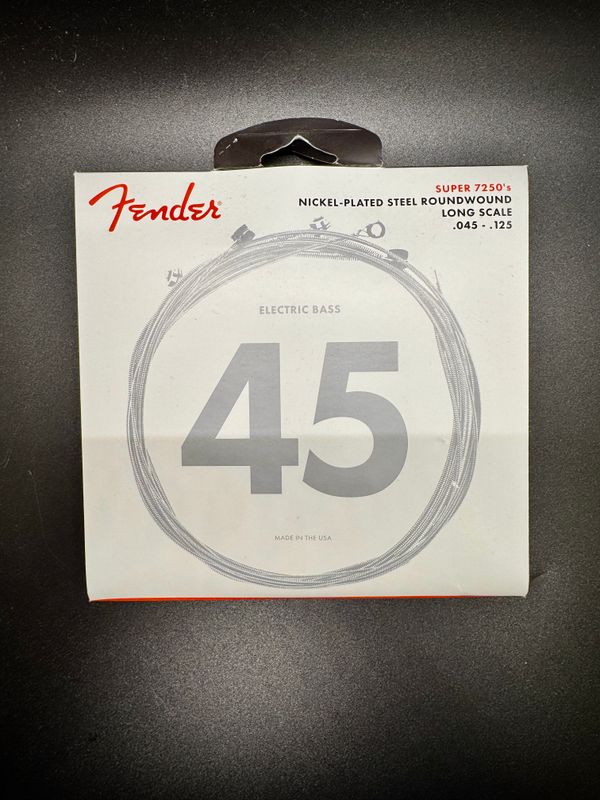 Fender
SUPER 7250's
NICKEL-PLATED STEEL ROUNDWOUND
LONG SCALE
.045 - .125
ELECTRIC BASS
45
MADE IN THE USA